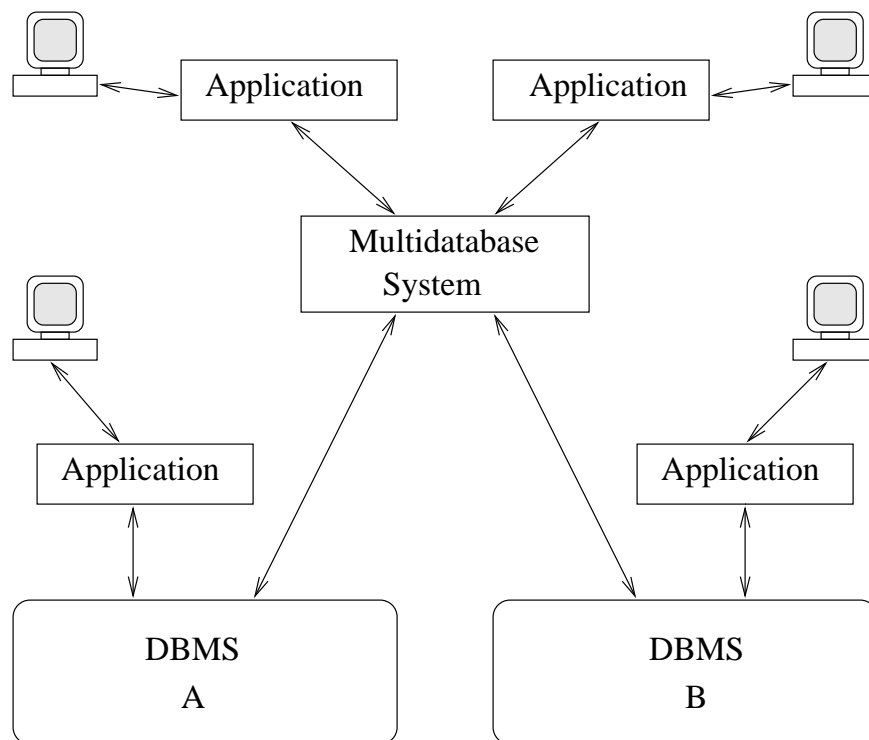 Application
Application
Multidatabase
System
Application
Application
DBMS
A
DBMS
B